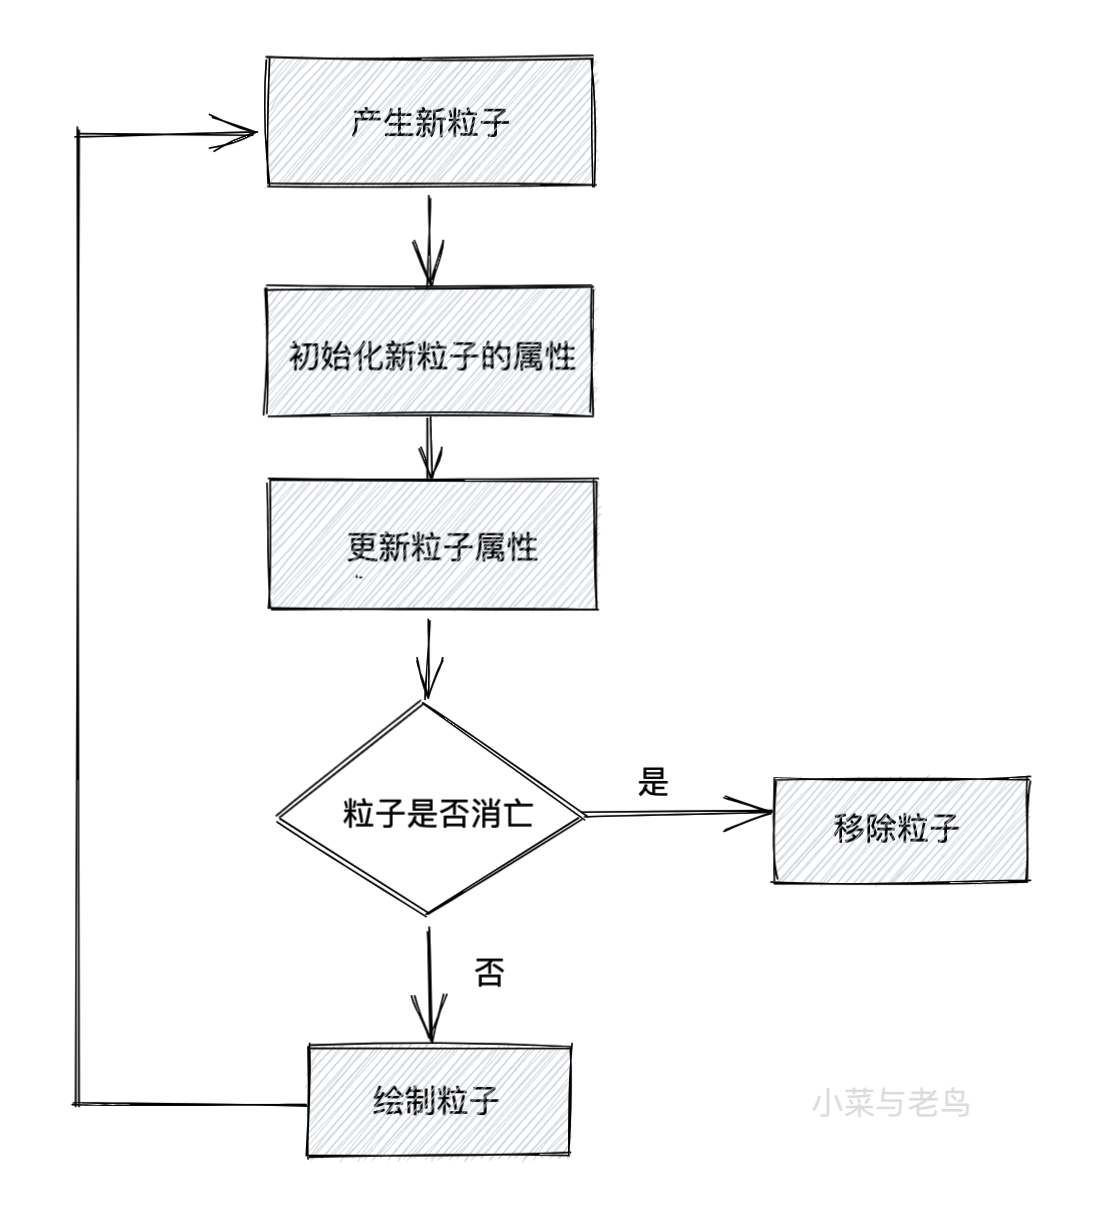 产生新粒子
初始化新粒子的属性
更新粒子属性
粒子是否消亡
是
移除粒子
否
绘制粒子
小菜与老鸟